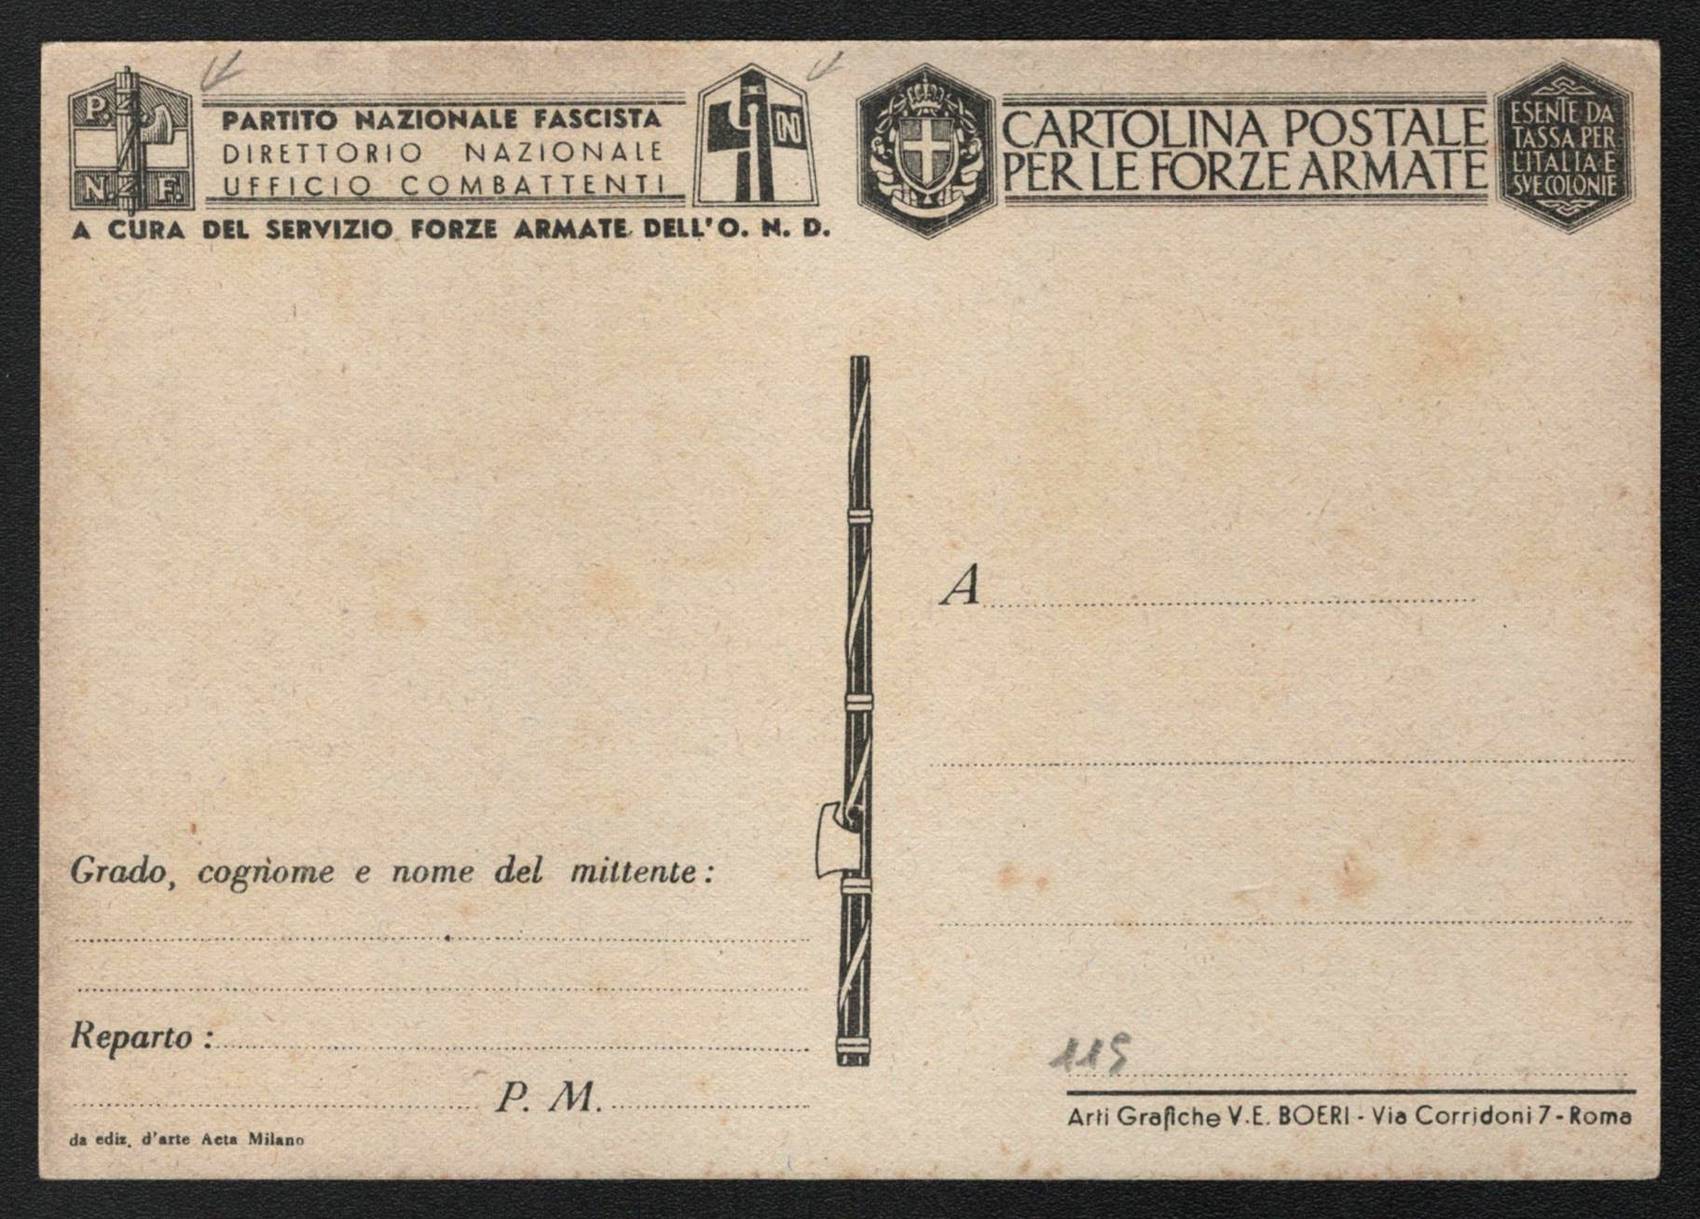 P.
N. F.
PARTITO NAZIONALE FASCISTA
DIRETTORIO NAZIONALE
UFFICIO COMBATTENTI
N
A CURA DEL SERVIZIO FORZE ARMATE DELL'O. N. D.
CARTOLINA POSTALE
PER LE FORZE ARMATE
ESENTE DA
TASSA PER
L'ITALIA E
SVE COLONIE
A
Grado, cognome e nome del mittente:
Reparto:
P. M.
da ediz. d'arte Acta Milano
115
Arti Grafiche V.E. BOERI - Via Corridoni 7 - Roma